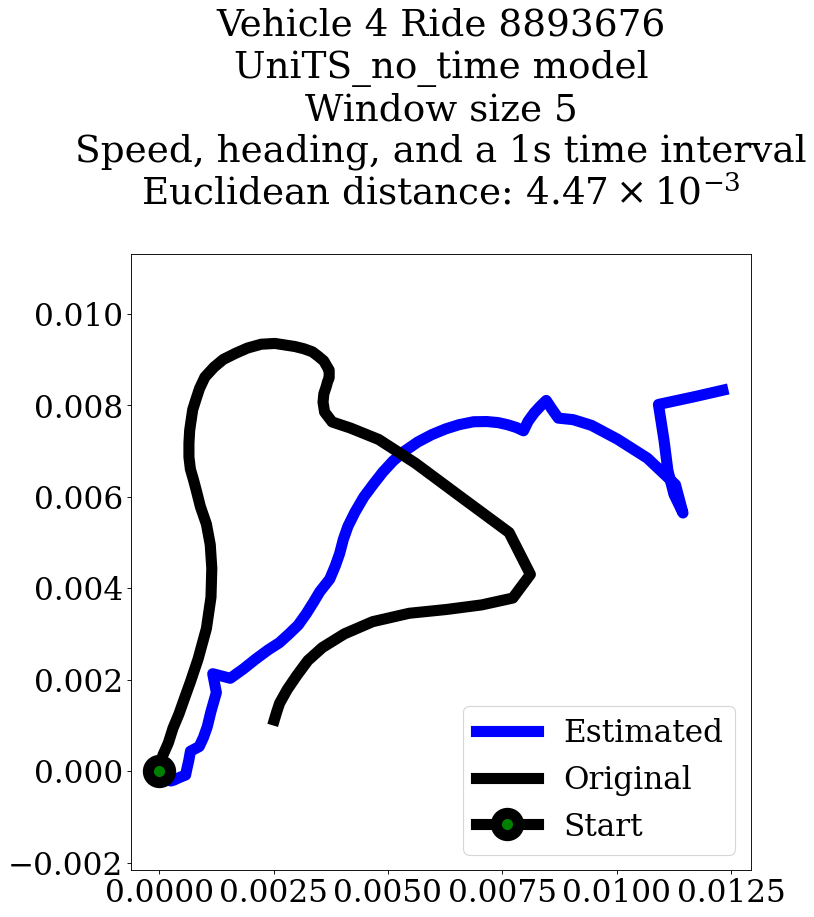 Vehicle 4 Ride 8893676
UniTS_no_time model
Window size 5
Speed, heading, and a 1s time interval
Euclidean distance: 4.47 × 10⁻³
0.010
0.008
0.006
0.004
0.002
0.000
−0.002
0.0000 0.0025 0.0050 0.0075 0.0100 0.0125
Estimated
Original
Start